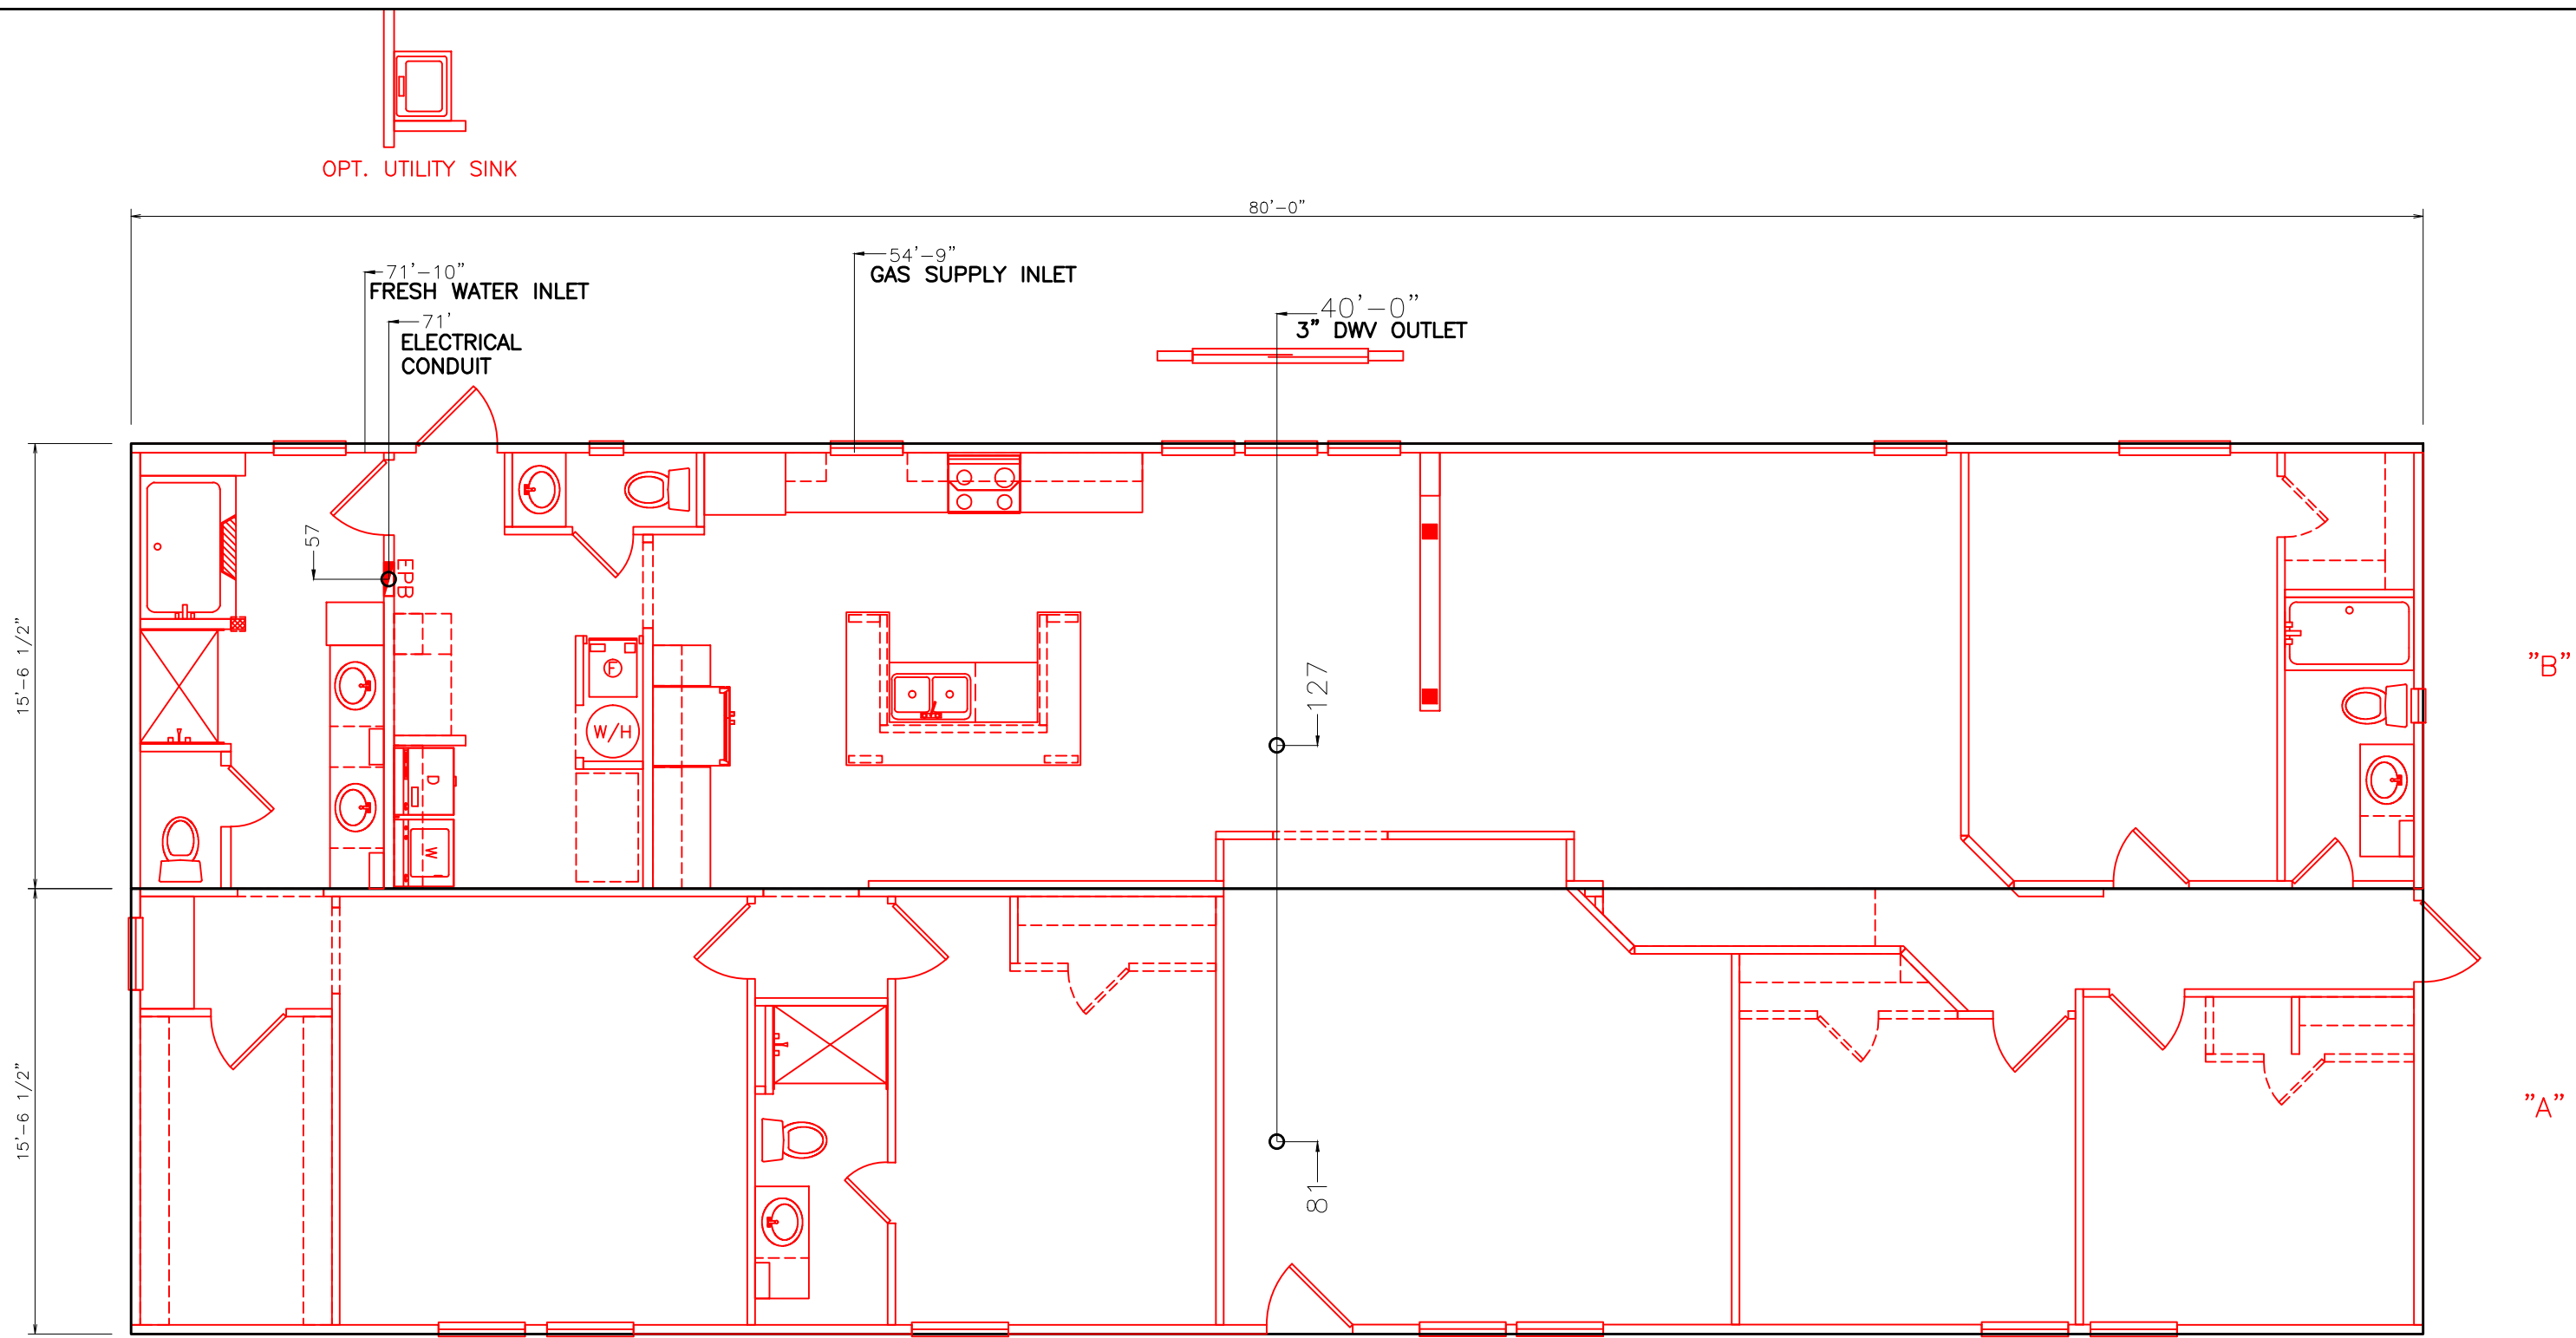 OPT. UTILITY SINK
80'-0"
54'-9"
GAS SUPPLY INLET
71'-10"
FRESH WATER INLET
40'-0"
3" DWV OUTLET
71'
ELECTRICAL
CONDUIT
57
EPB
15'-6 1/2"
F
W/H
127
"B"
D
W
15'-6 1/2"
"A"
81